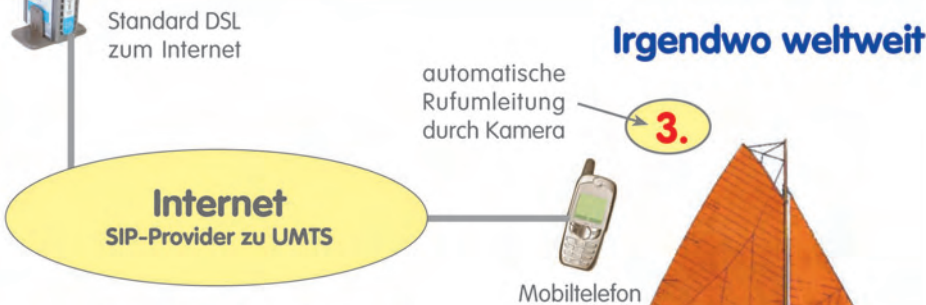 Standard DSL
zum Internet
Irgendwo weltweit
automatische
Rufumleitung
durch Kamera
3.
Internet
SIP-Provider zu UMTS
Mobiltelefon